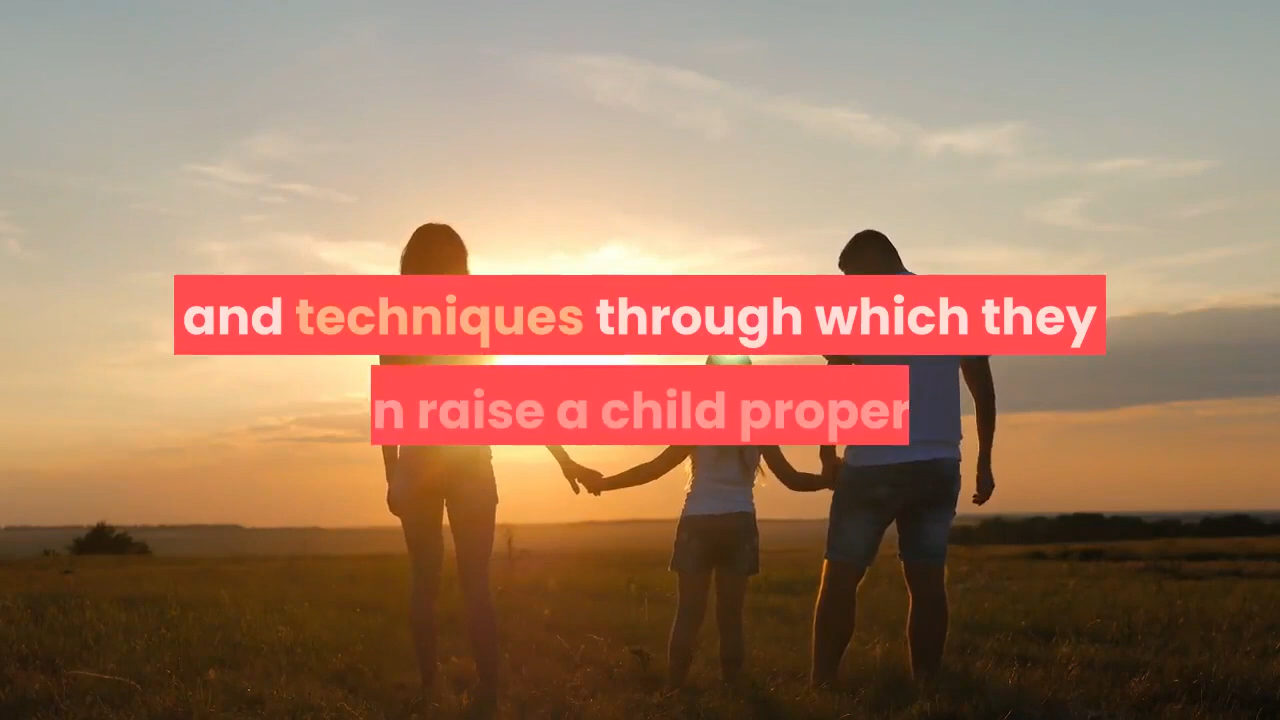 and techniques through which they
n raise a child proper